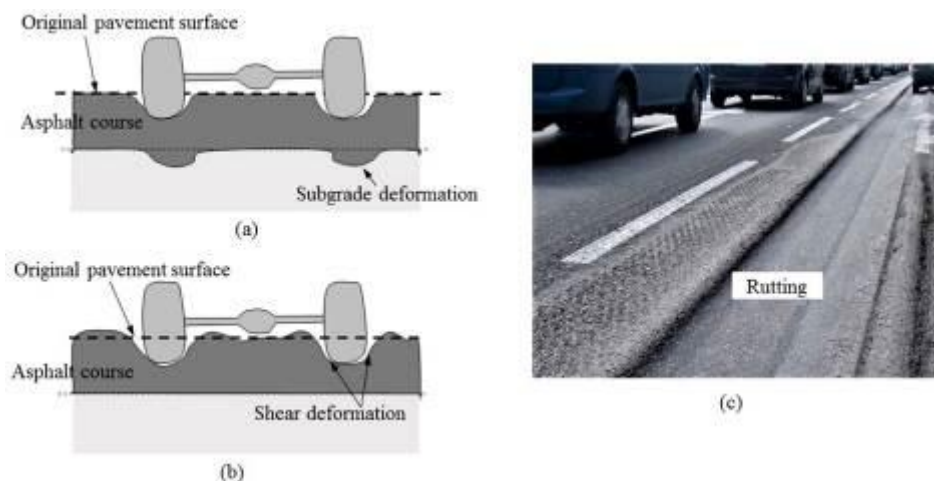 Original pavement surface
Asphalt course
Subgrade deformation
(a)
Original pavement surface
Asphalt course
Shear deformation
(b)
Rutting
(c)